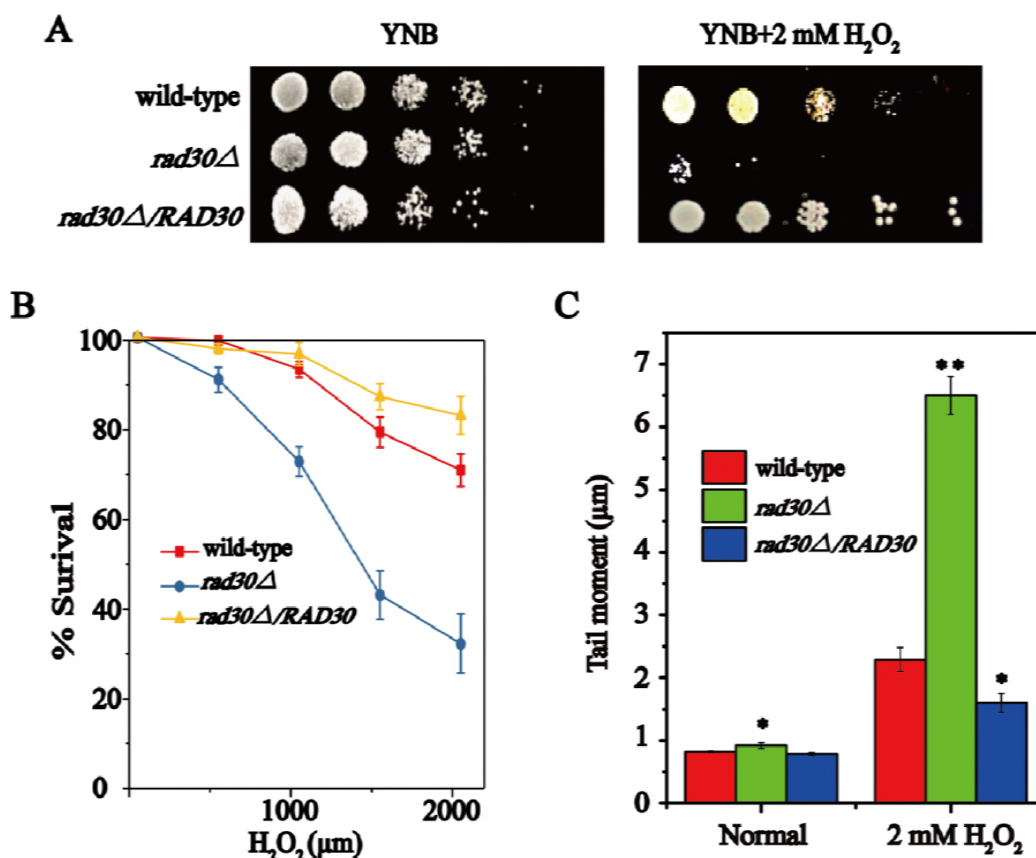 A
YNB
YNB+2 mM H₂O₂
wild-type
rad30Δ
rad30Δ/RAD30
B
100
80
60
40
20
0
% Surival
wild-type
rad30Δ
rad30Δ/RAD30
1000
2000
H₂O₂ (μm)
C
7
6
5
4
3
2
1
0
Tail moment (μm)
wild-type
rad30Δ
rad30Δ/RAD30
*
**
*
Normal
2 mM H₂O₂